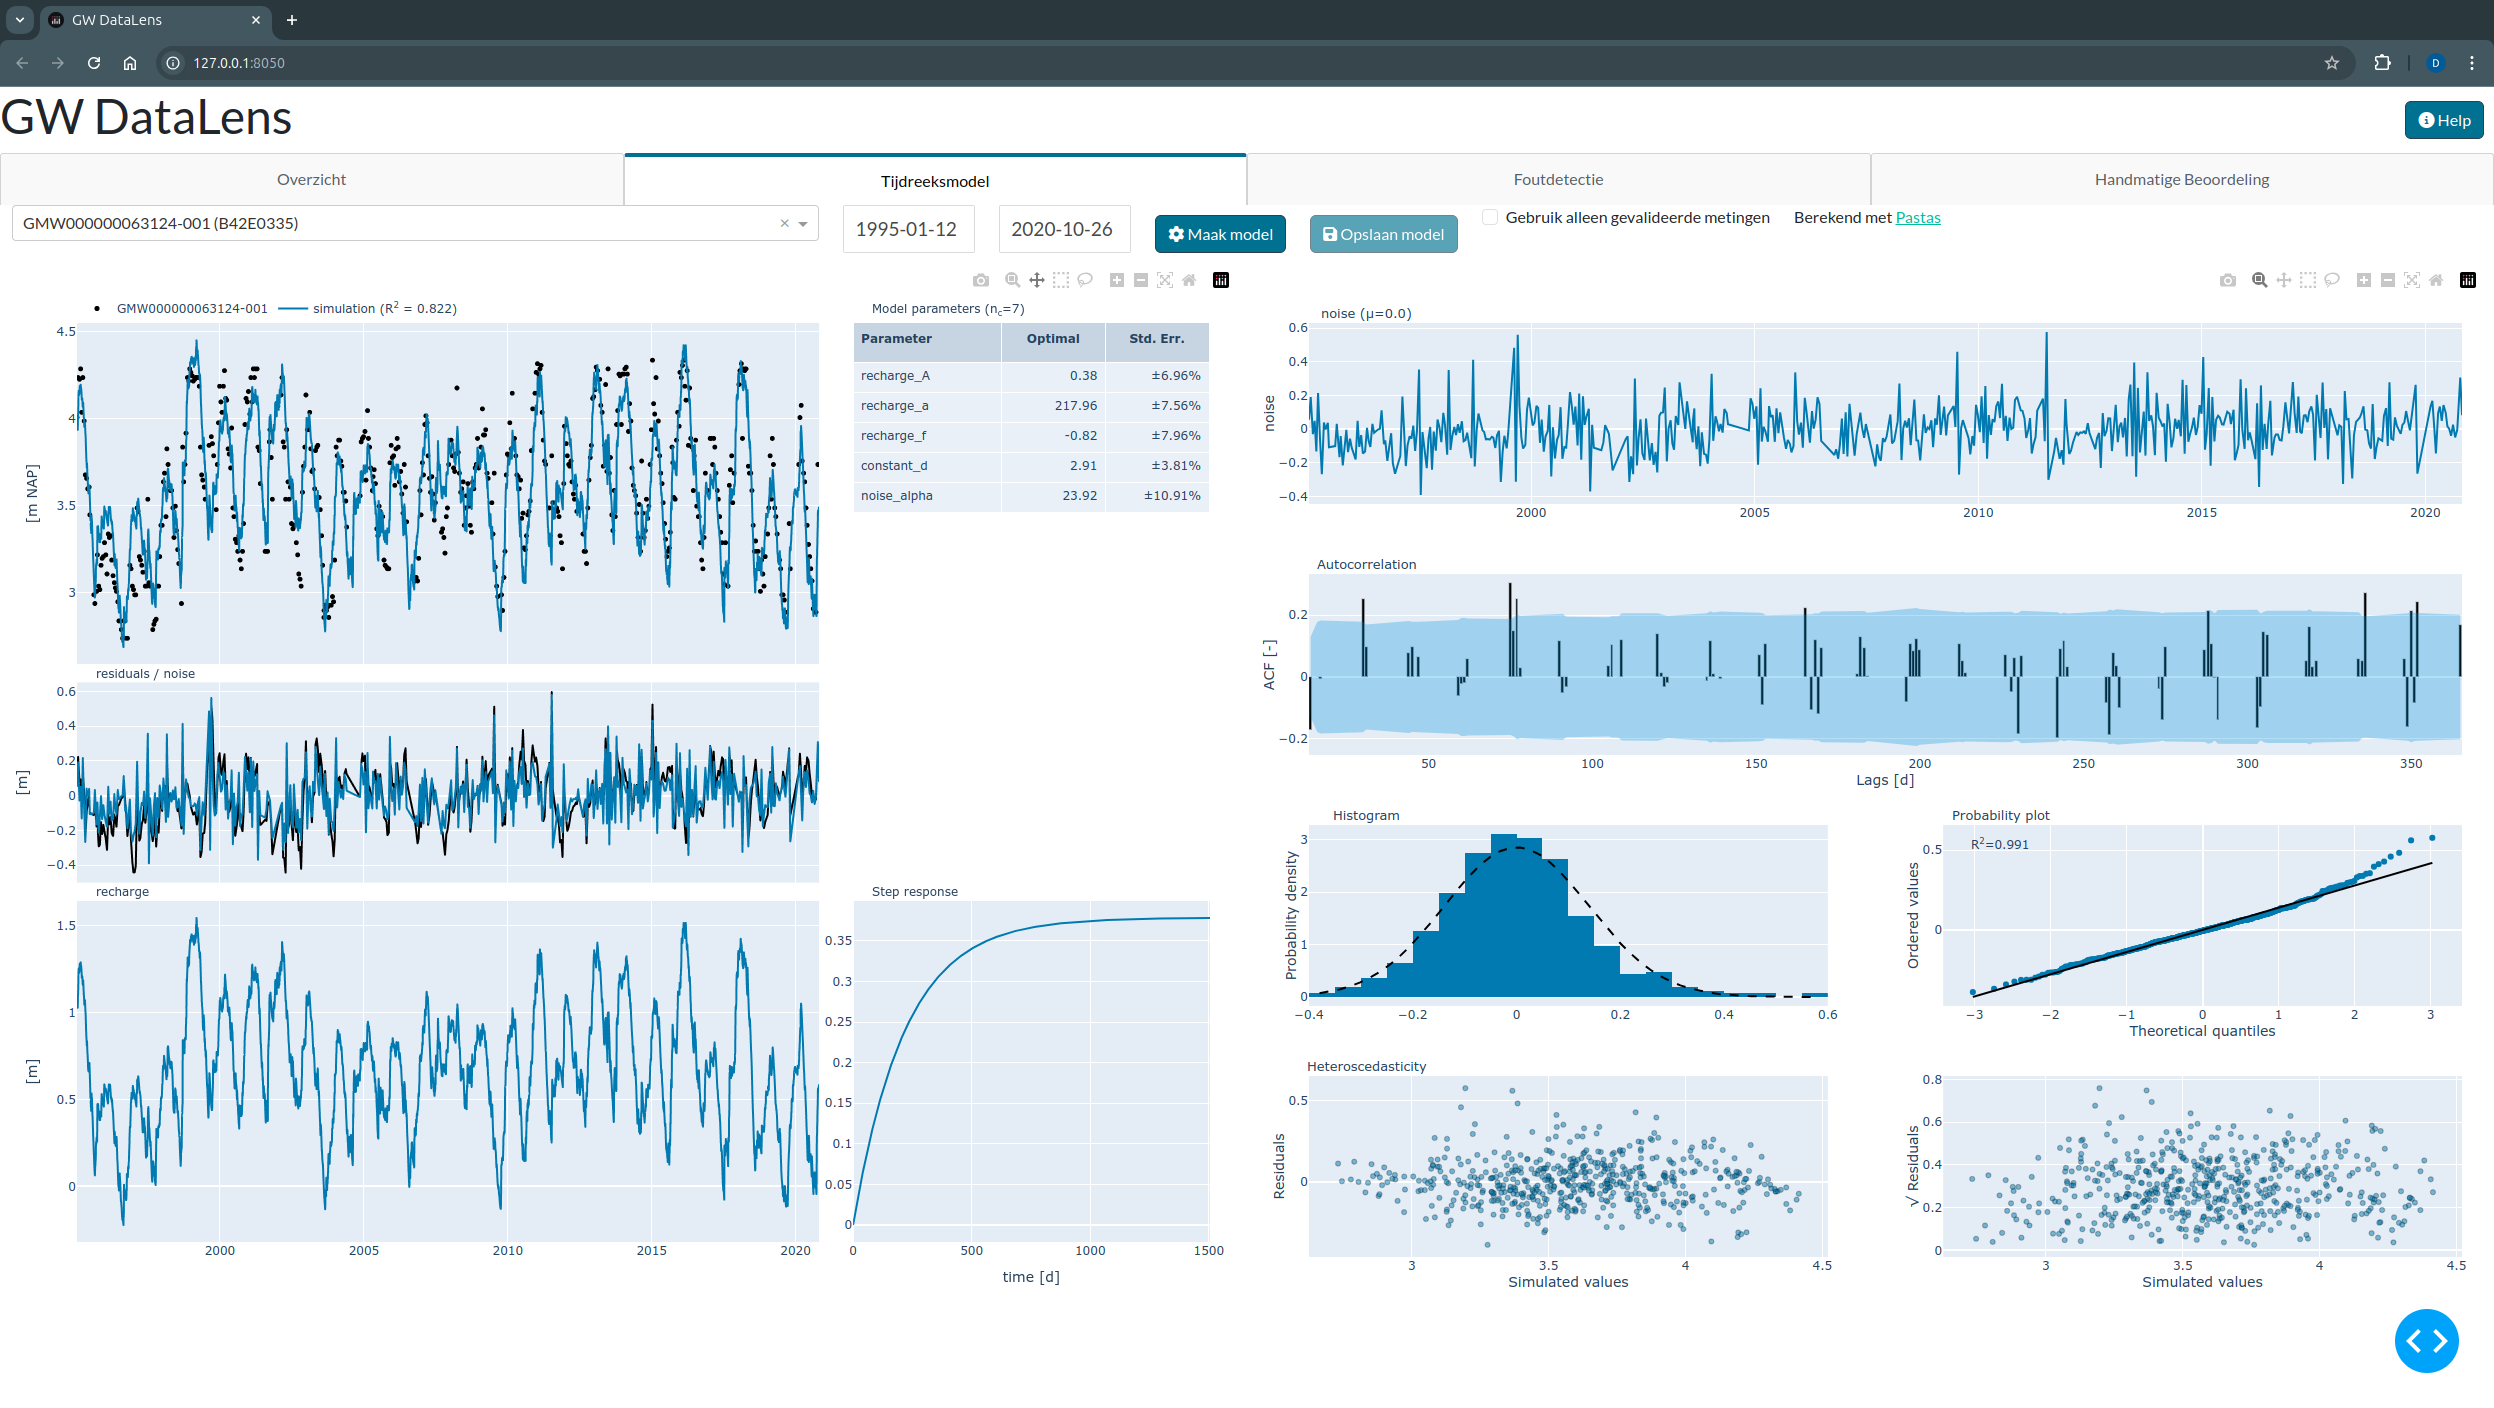 GW DataLens
127.0.0.1:8050
D
GW DataLens
Help
Overzicht
Tijdreeksmodel
Foutdetectie
Handmatige Beoordeling
GMW000000063124-001 (B42E0335)
1995-01-12
2020-10-26
Maak model
Opslaan model
Gebruik alleen gevalideerde metingen
Berekend met Pastas
GMW000000063124-001
simulation (R² = 0.822)
4.5
4
3.5
3
[m NAP]
residuals / noise
0.6
0.4
0.2
0
−0.2
−0.4
[m]
recharge
1.5
1
0.5
0
[m]
2000 2005 2010 2015 2020
Model parameters (nc=7)
Parameter Optimal Std. Err.
recharge_A 0.38 ±6.96%
recharge_a 217.96 ±7.56%
recharge_f -0.82 ±7.96%
constant_d 2.91 ±3.81%
noise_alpha 23.92 ±10.91%
Step response
0.35
0.3
0.25
0.2
0.15
0.1
0.05
0
0 500 1000 1500
time [d]
noise (μ=0.0)
0.6
0.4
0.2
0
−0.2
−0.4
noise
2000 2005 2010 2015 2020
Autocorrelation
0.2
0
−0.2
ACF [-]
50 100 150 200 250 300 350
Lags [d]
Histogram
3
2
1
0
Probability density
−0.4 −0.2 0 0.2 0.4 0.6
Probability plot
R²=0.991
0.5
0
Ordered values
−3 −2 −1 0 1 2 3
Theoretical quantiles
Heteroscedasticity
0.5
0
Residuals
3 3.5 4 4.5
Simulated values
0.8
0.6
0.4
0.2
0
√ Residuals
3 3.5 4 4.5
Simulated values